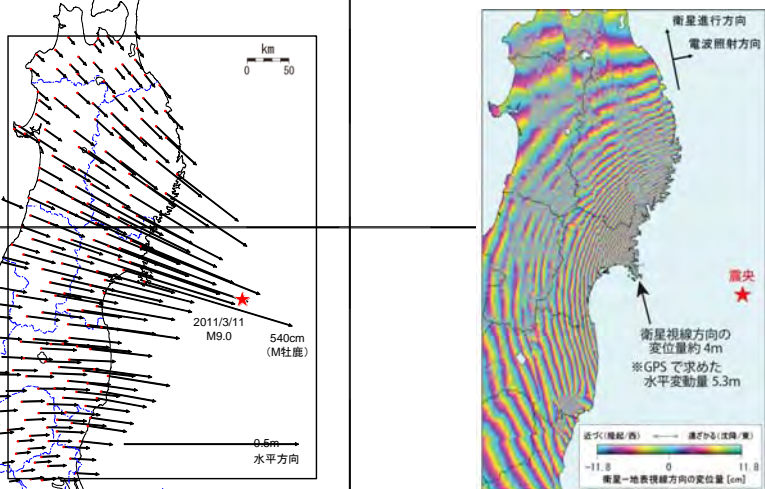 km
0 50
2011/3/11
M9.0
540cm
（M牡鹿）
0.5m
水平方向
衛星進行方向
電波照射方向
震央
衛星視線方向の
変位量約 4m
※GPS で求めた
水平変動量 5.3m
近づく(隆起/西) ←→ 遠ざかる(沈降/東)
-11.8 0 11.8
衛星－地表視線方向の変位量 [cm]